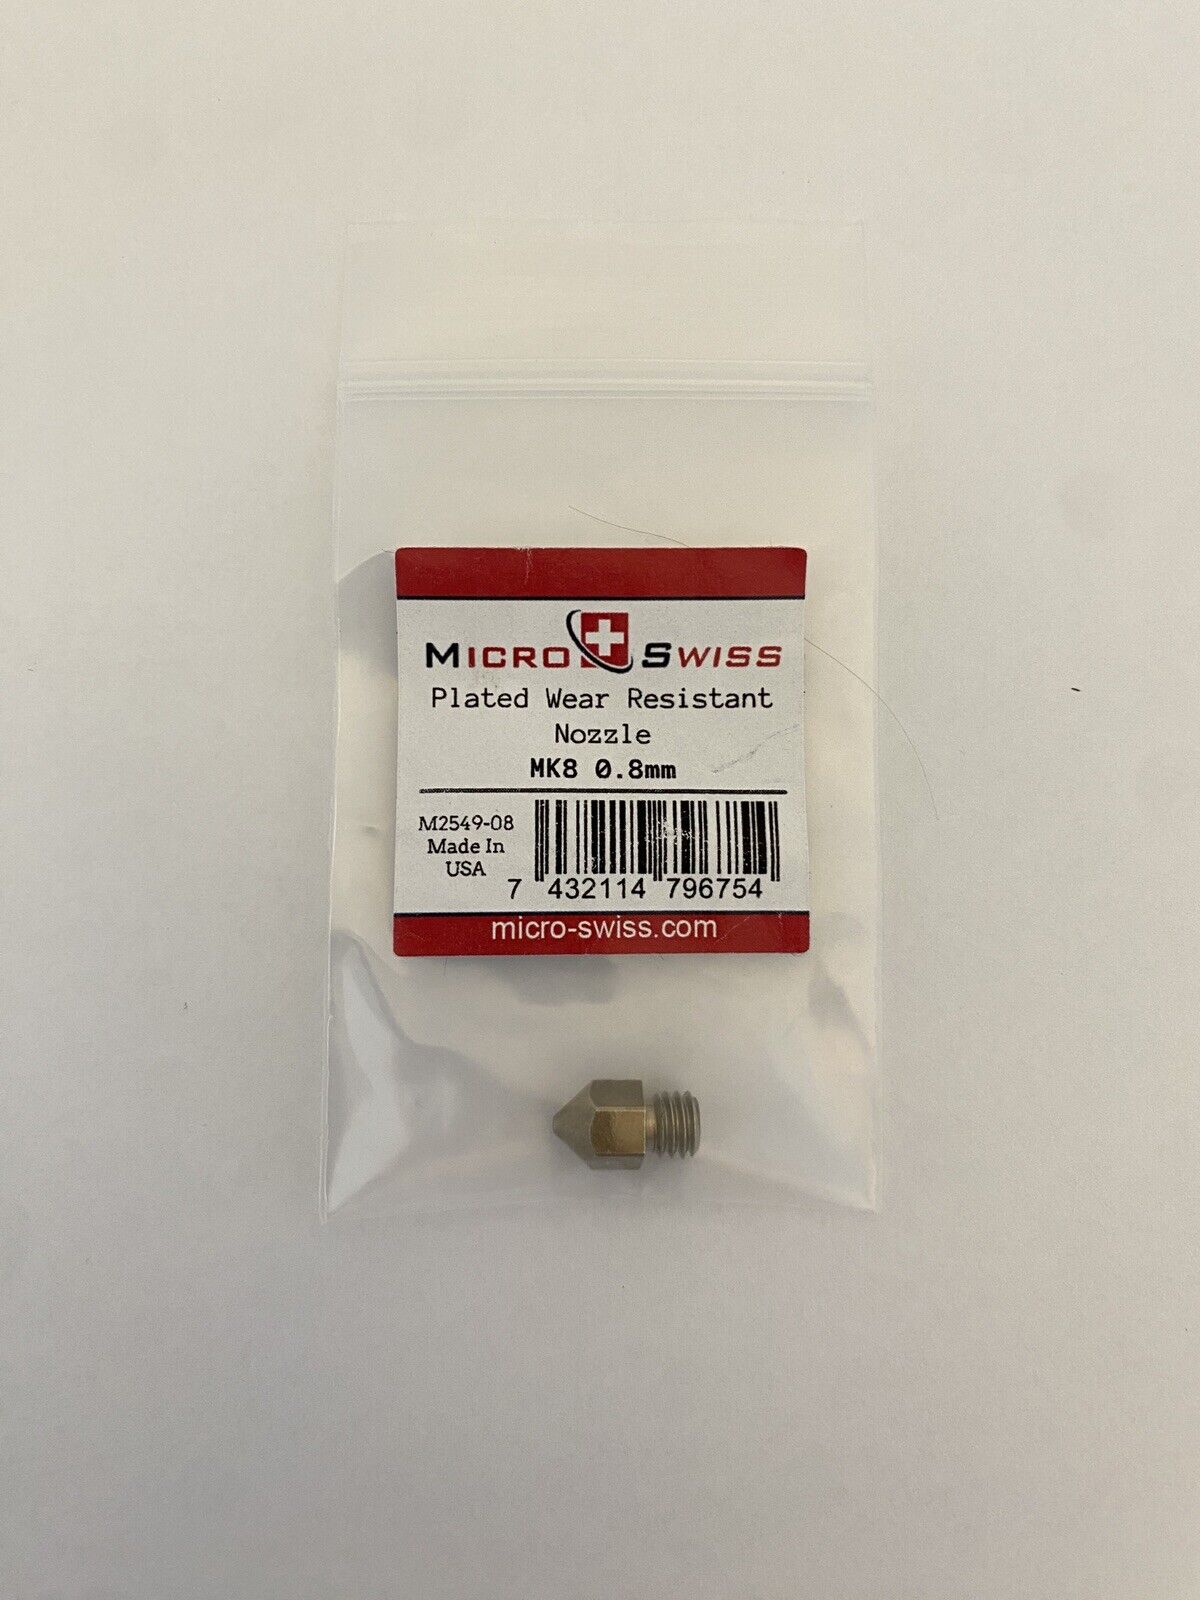 MICRO SWISS
Plated Wear Resistant
Nozzle
MK8 0.8mm
M2549-08
Made In
USA
7 432114 796754
micro-swiss.com